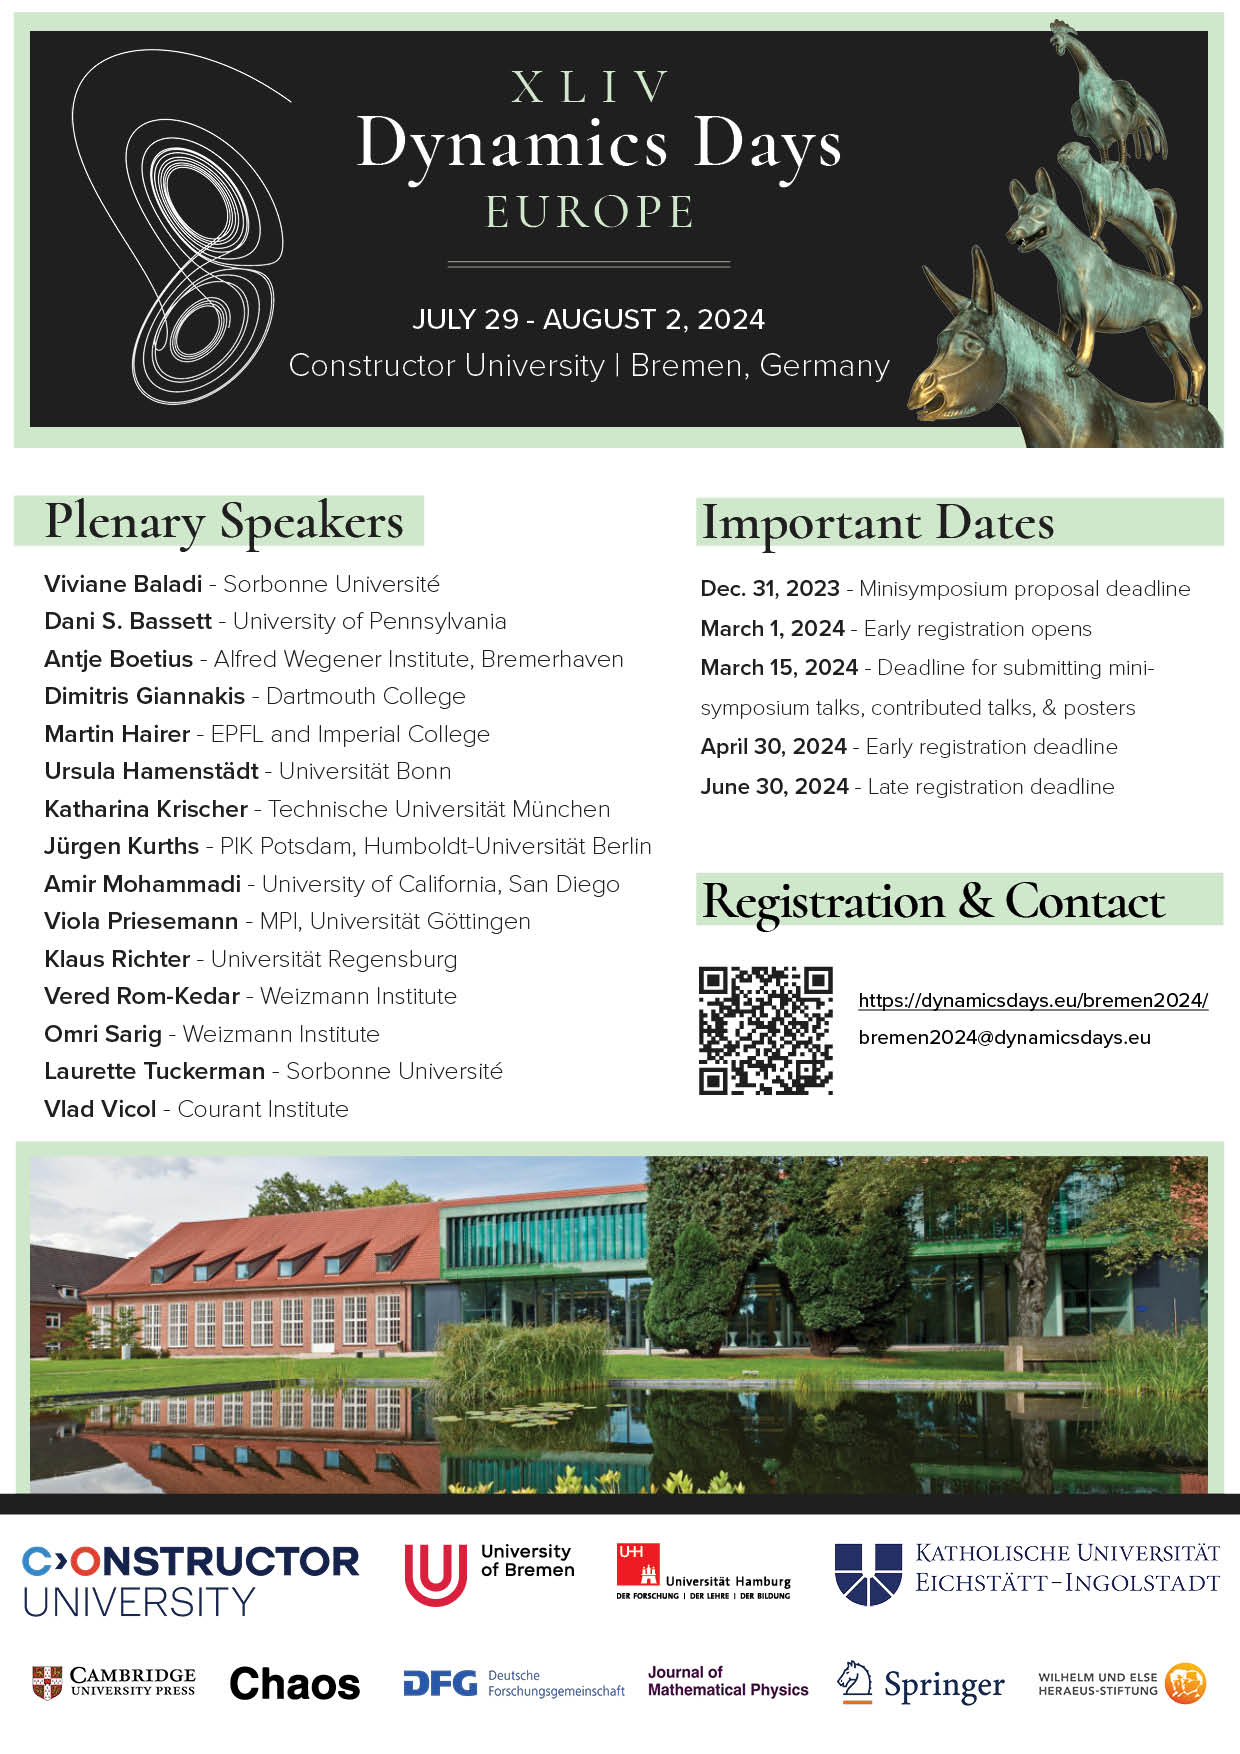 XLIV
Dynamics Days
EUROPE
JULY 29 - AUGUST 2, 2024
Constructor University | Bremen, Germany
Plenary Speakers
Viviane Baladi - Sorbonne Université
Dani S. Bassett - University of Pennsylvania
Antje Boetius - Alfred Wegener Institute, Bremerhaven
Dimitris Giannakis - Dartmouth College
Martin Hairer - EPFL and Imperial College
Ursula Hamenstädt - Universität Bonn
Katharina Krischer - Technische Universität München
Jürgen Kurths - PIK Potsdam, Humboldt-Universität Berlin
Amir Mohammadi - University of California, San Diego
Viola Priesemann - MPI, Universität Göttingen
Klaus Richter - Universität Regensburg
Vered Rom-Kedar - Weizmann Institute
Omri Sarig - Weizmann Institute
Laurette Tuckerman - Sorbonne Université
Vlad Vicol - Courant Institute
Important Dates
Dec. 31, 2023 - Minisymposium proposal deadline
March 1, 2024 - Early registration opens
March 15, 2024 - Deadline for submitting mini-
symposium talks, contributed talks, & posters
April 30, 2024 - Early registration deadline
June 30, 2024 - Late registration deadline
Registration & Contact
https://dynamicsdays.eu/bremen2024/
bremen2024@dynamicsdays.eu
C>ONSTRUCTOR
UNIVERSITY
University
of Bremen
UHH
Universität Hamburg
DER FORSCHUNG | DER LEHRE | DER BILDUNG
KATHOLISCHE UNIVERSITÄT
EICHSTÄTT-INGOLSTADT
CAMBRIDGE
UNIVERSITY PRESS
Chaos
DFG
Deutsche
Forschungsgemeinschaft
Journal of
Mathematical Physics
Springer
WILHELM UND ELSE
HERAEUS-STIFTUNG